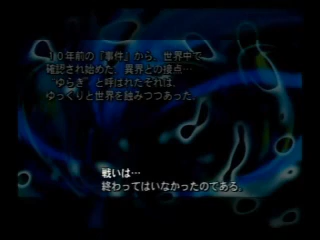 10年前の『事件』から、世界中で
確認され始めた、異界との接点…
“ゆらぎ”と呼ばれたそれは、
ゆっくりと世界を蝕みつつあった。
戦いは…
終わってはいなかったのである。